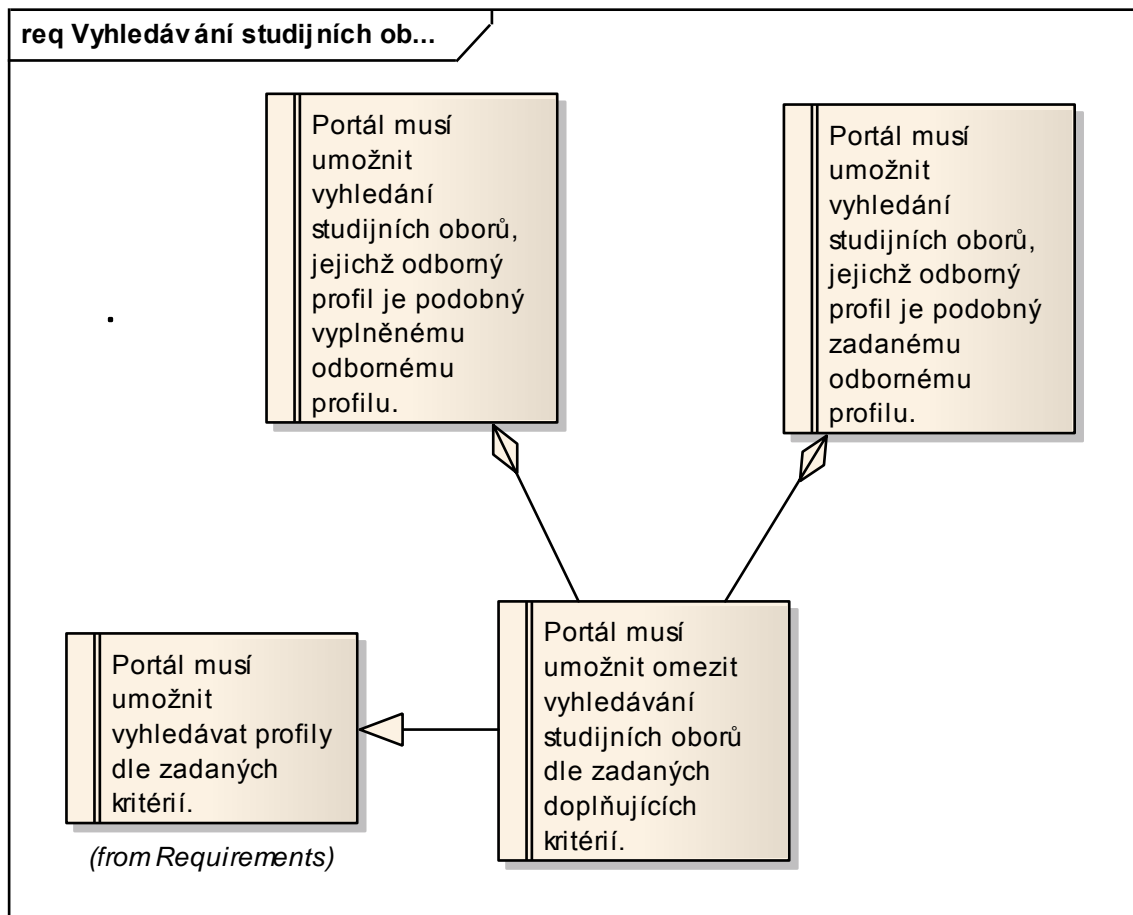 req Vyhledávání studijních ob...
Portál musí
umožnit
vyhledání
studijních oborů,
jejichž odborný
profil je podobný
vyplněnému
odbornému
profilu.
Portál musí
umožnit
vyhledání
studijních oborů,
jejichž odborný
profil je podobný
zadanému
odbornému
profilu.
Portál musí
umožnit
vyhledávat profily
dle zadaných
kritérií.
(from Requirements)
Portál musí
umožnit omezit
vyhledávání
studijních oborů
dle zadaných
doplňujících
kritérií.